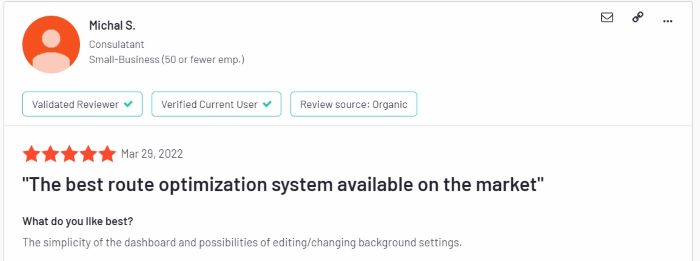 Michal S.
Consulatant
Small-Business (50 or fewer emp.)
Validated Reviewer
Verified Current User
Review source: Organic
Mar 29, 2022
"The best route optimization system available on the market"
What do you like best?
The simplicity of the dashboard and possibilities of editing/changing background settings.